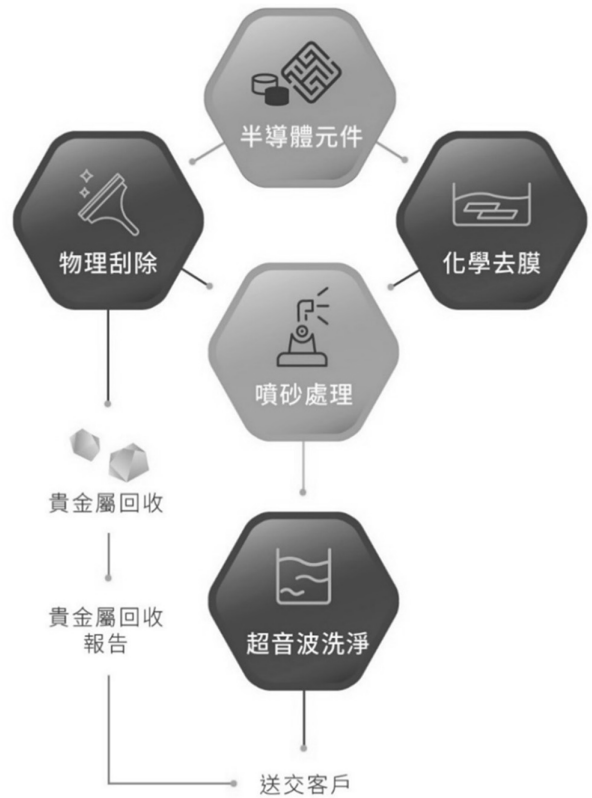 半導體元件
物理刮除
化學去膜
噴砂處理
貴金屬回收
貴金屬回收
報告
超音波洗淨
送交客戶